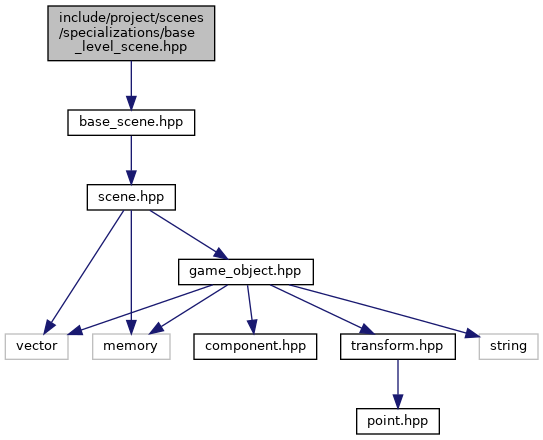 include/project/scenes
/specializations/base
_level_scene.hpp
base_scene.hpp
scene.hpp
game_object.hpp
vector
memory
component.hpp
transform.hpp
string
point.hpp